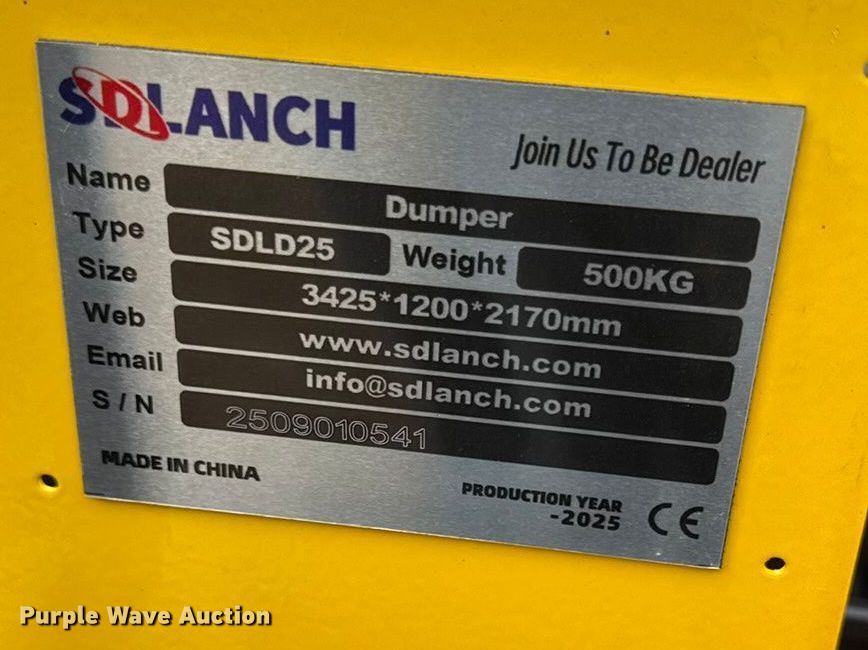 SDLANCH
Join Us To Be Dealer
Name Dumper
Type SDLD25 Weight 500KG
Size 3425*1200*2170mm
Web www.sdlanch.com
Email info@sdlanch.com
S / N 2509010541
MADE IN CHINA
PRODUCTION YEAR
-2025
CE
Purple Wave Auction